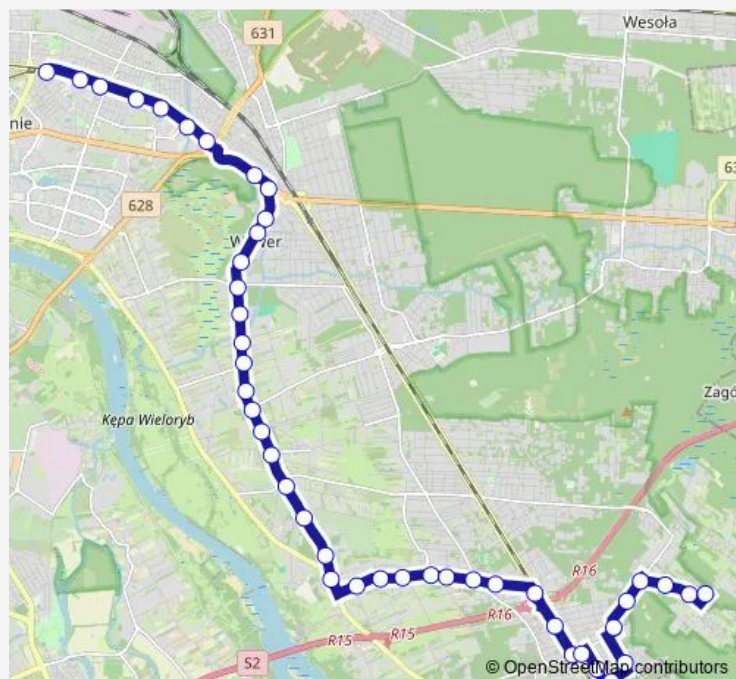 Wesoła
631
nie
63
628
Kępa Wieloryb
Zagó
R16
R16
R15
R15
S2
© OpenStreetMap contributors